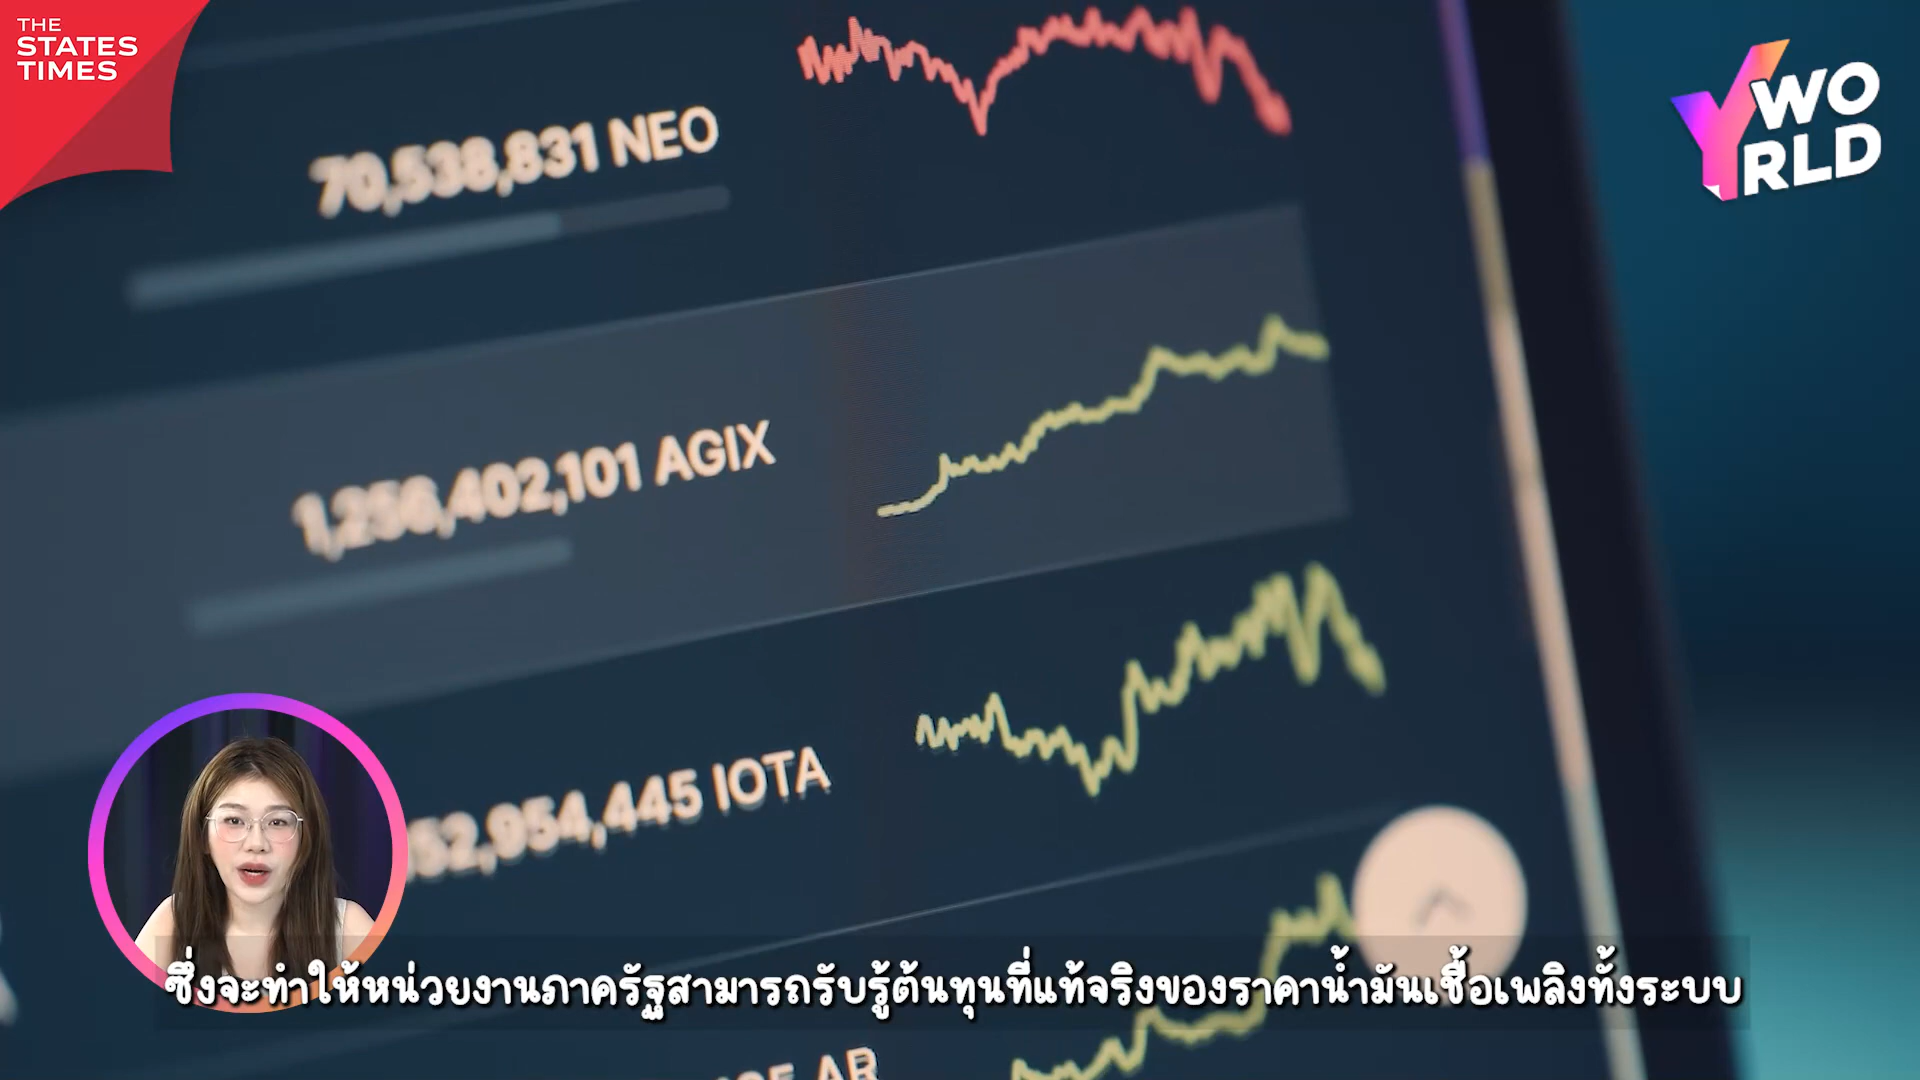 THE
STATES
TIMES
YWORLD
70,538,831 NEO
1,256,402,101 AGIX
52,954,445 IOTA
AR
ซึ่งจะทำให้หน่วยงานภาครัฐสามารถรับรู้ต้นทุนที่แท้จริงของราคาน้ำมันเชื้อเพลิงทั้งระบบ